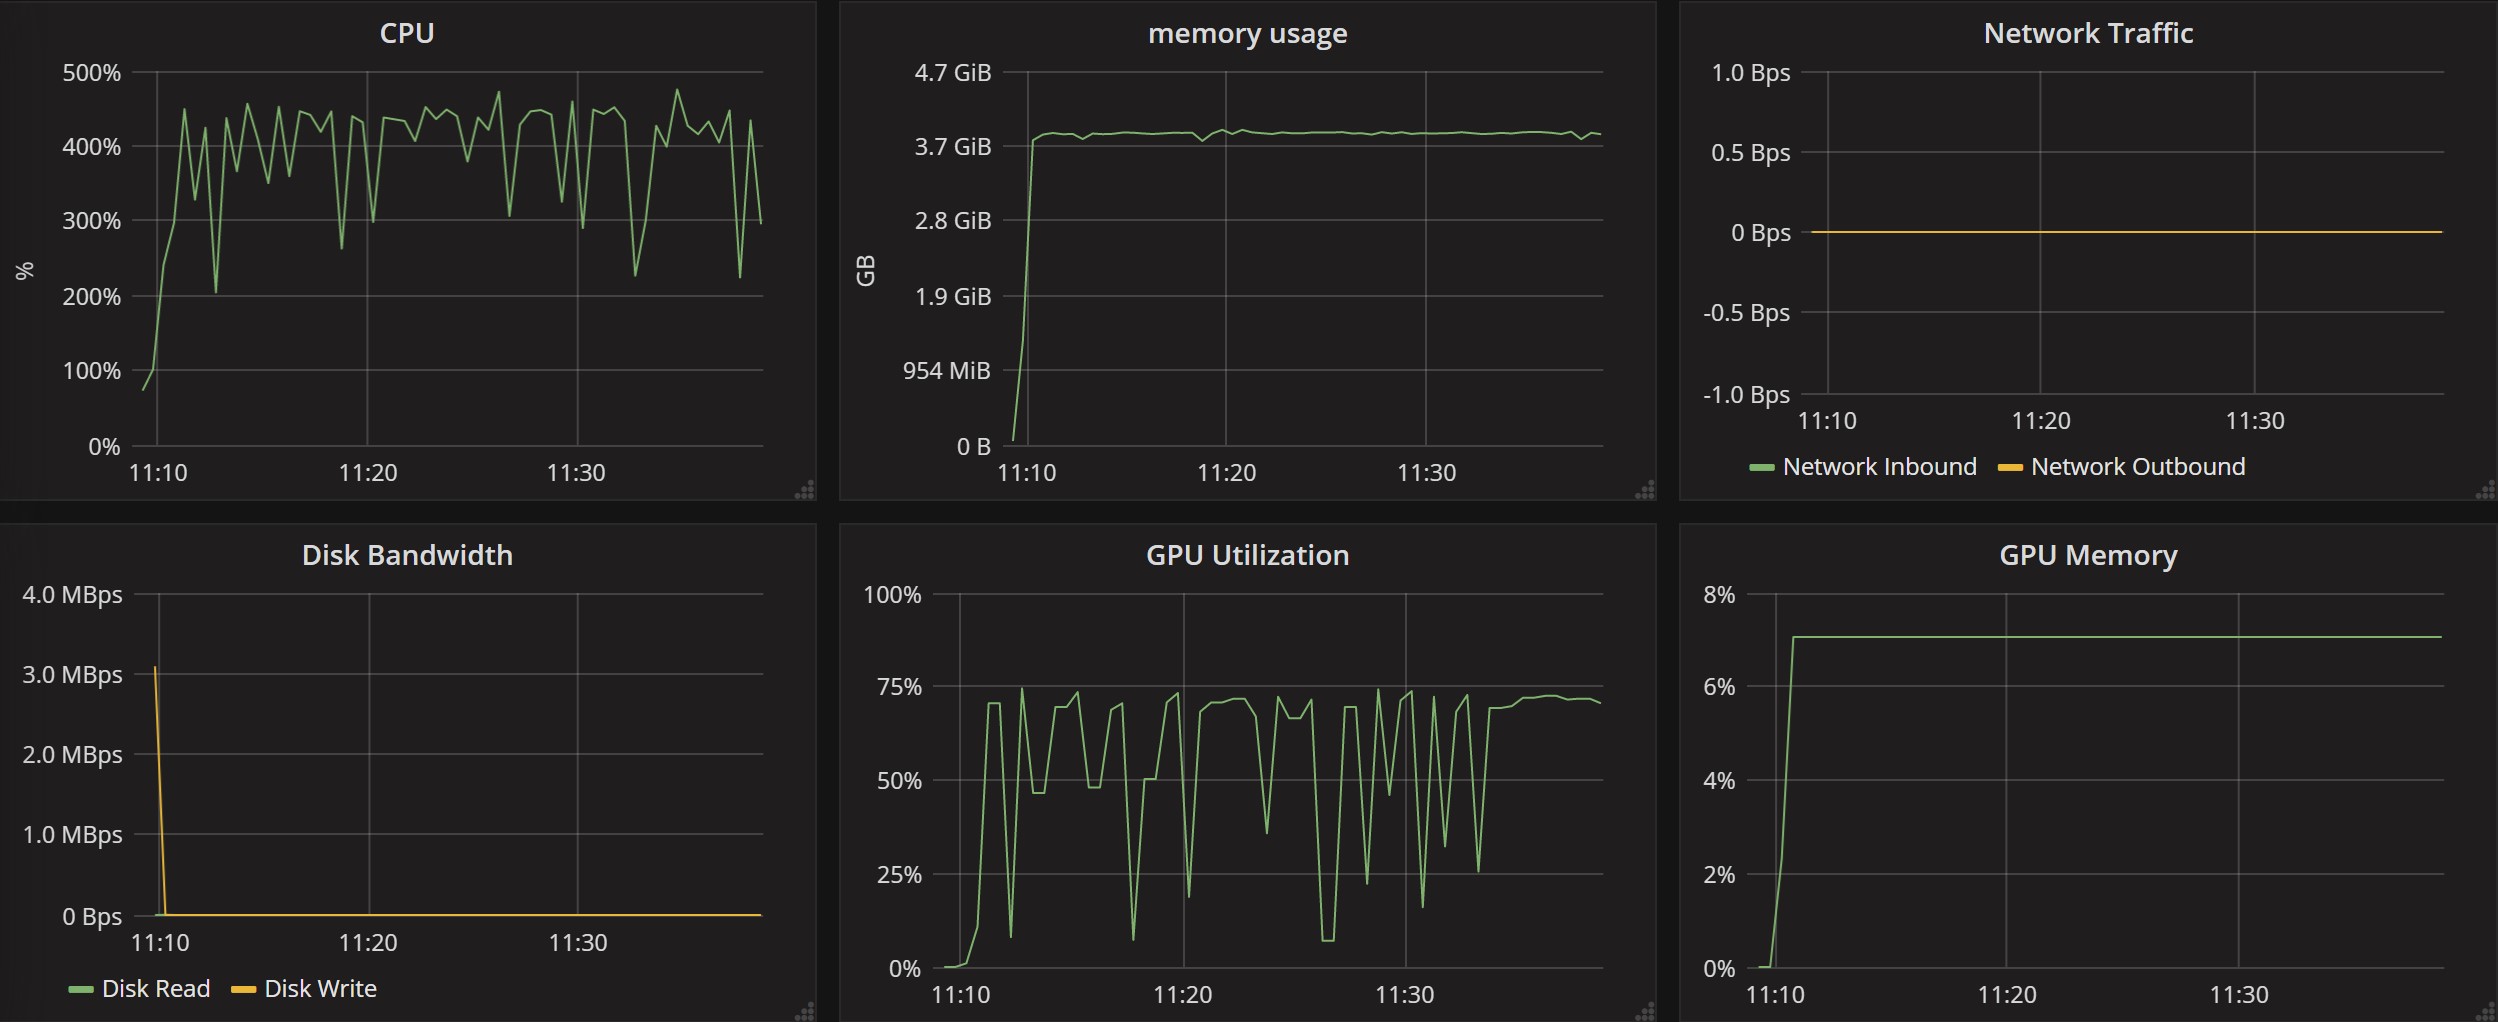 CPU
500%
400%
300%
200%
100%
0%
%
11:10 11:20 11:30
memory usage
4.7 GiB
3.7 GiB
2.8 GiB
1.9 GiB
954 MiB
0 B
GB
11:10 11:20 11:30
Network Traffic
1.0 Bps
0.5 Bps
0 Bps
-0.5 Bps
-1.0 Bps
11:10 11:20 11:30
Network Inbound Network Outbound
Disk Bandwidth
4.0 MBps
3.0 MBps
2.0 MBps
1.0 MBps
0 Bps
11:10 11:20 11:30
Disk Read Disk Write
GPU Utilization
100%
75%
50%
25%
0%
11:10 11:20 11:30
GPU Memory
8%
6%
4%
2%
0%
11:10 11:20 11:30